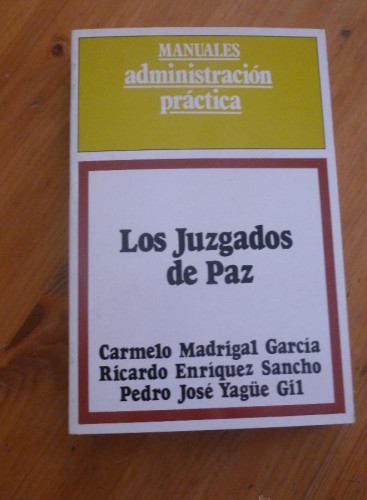 MANUALES
administración
práctica
Los Juzgados
de Paz
Carmelo Madrigal García
Ricardo Enríquez Sancho
Pedro José Yagüe Gil